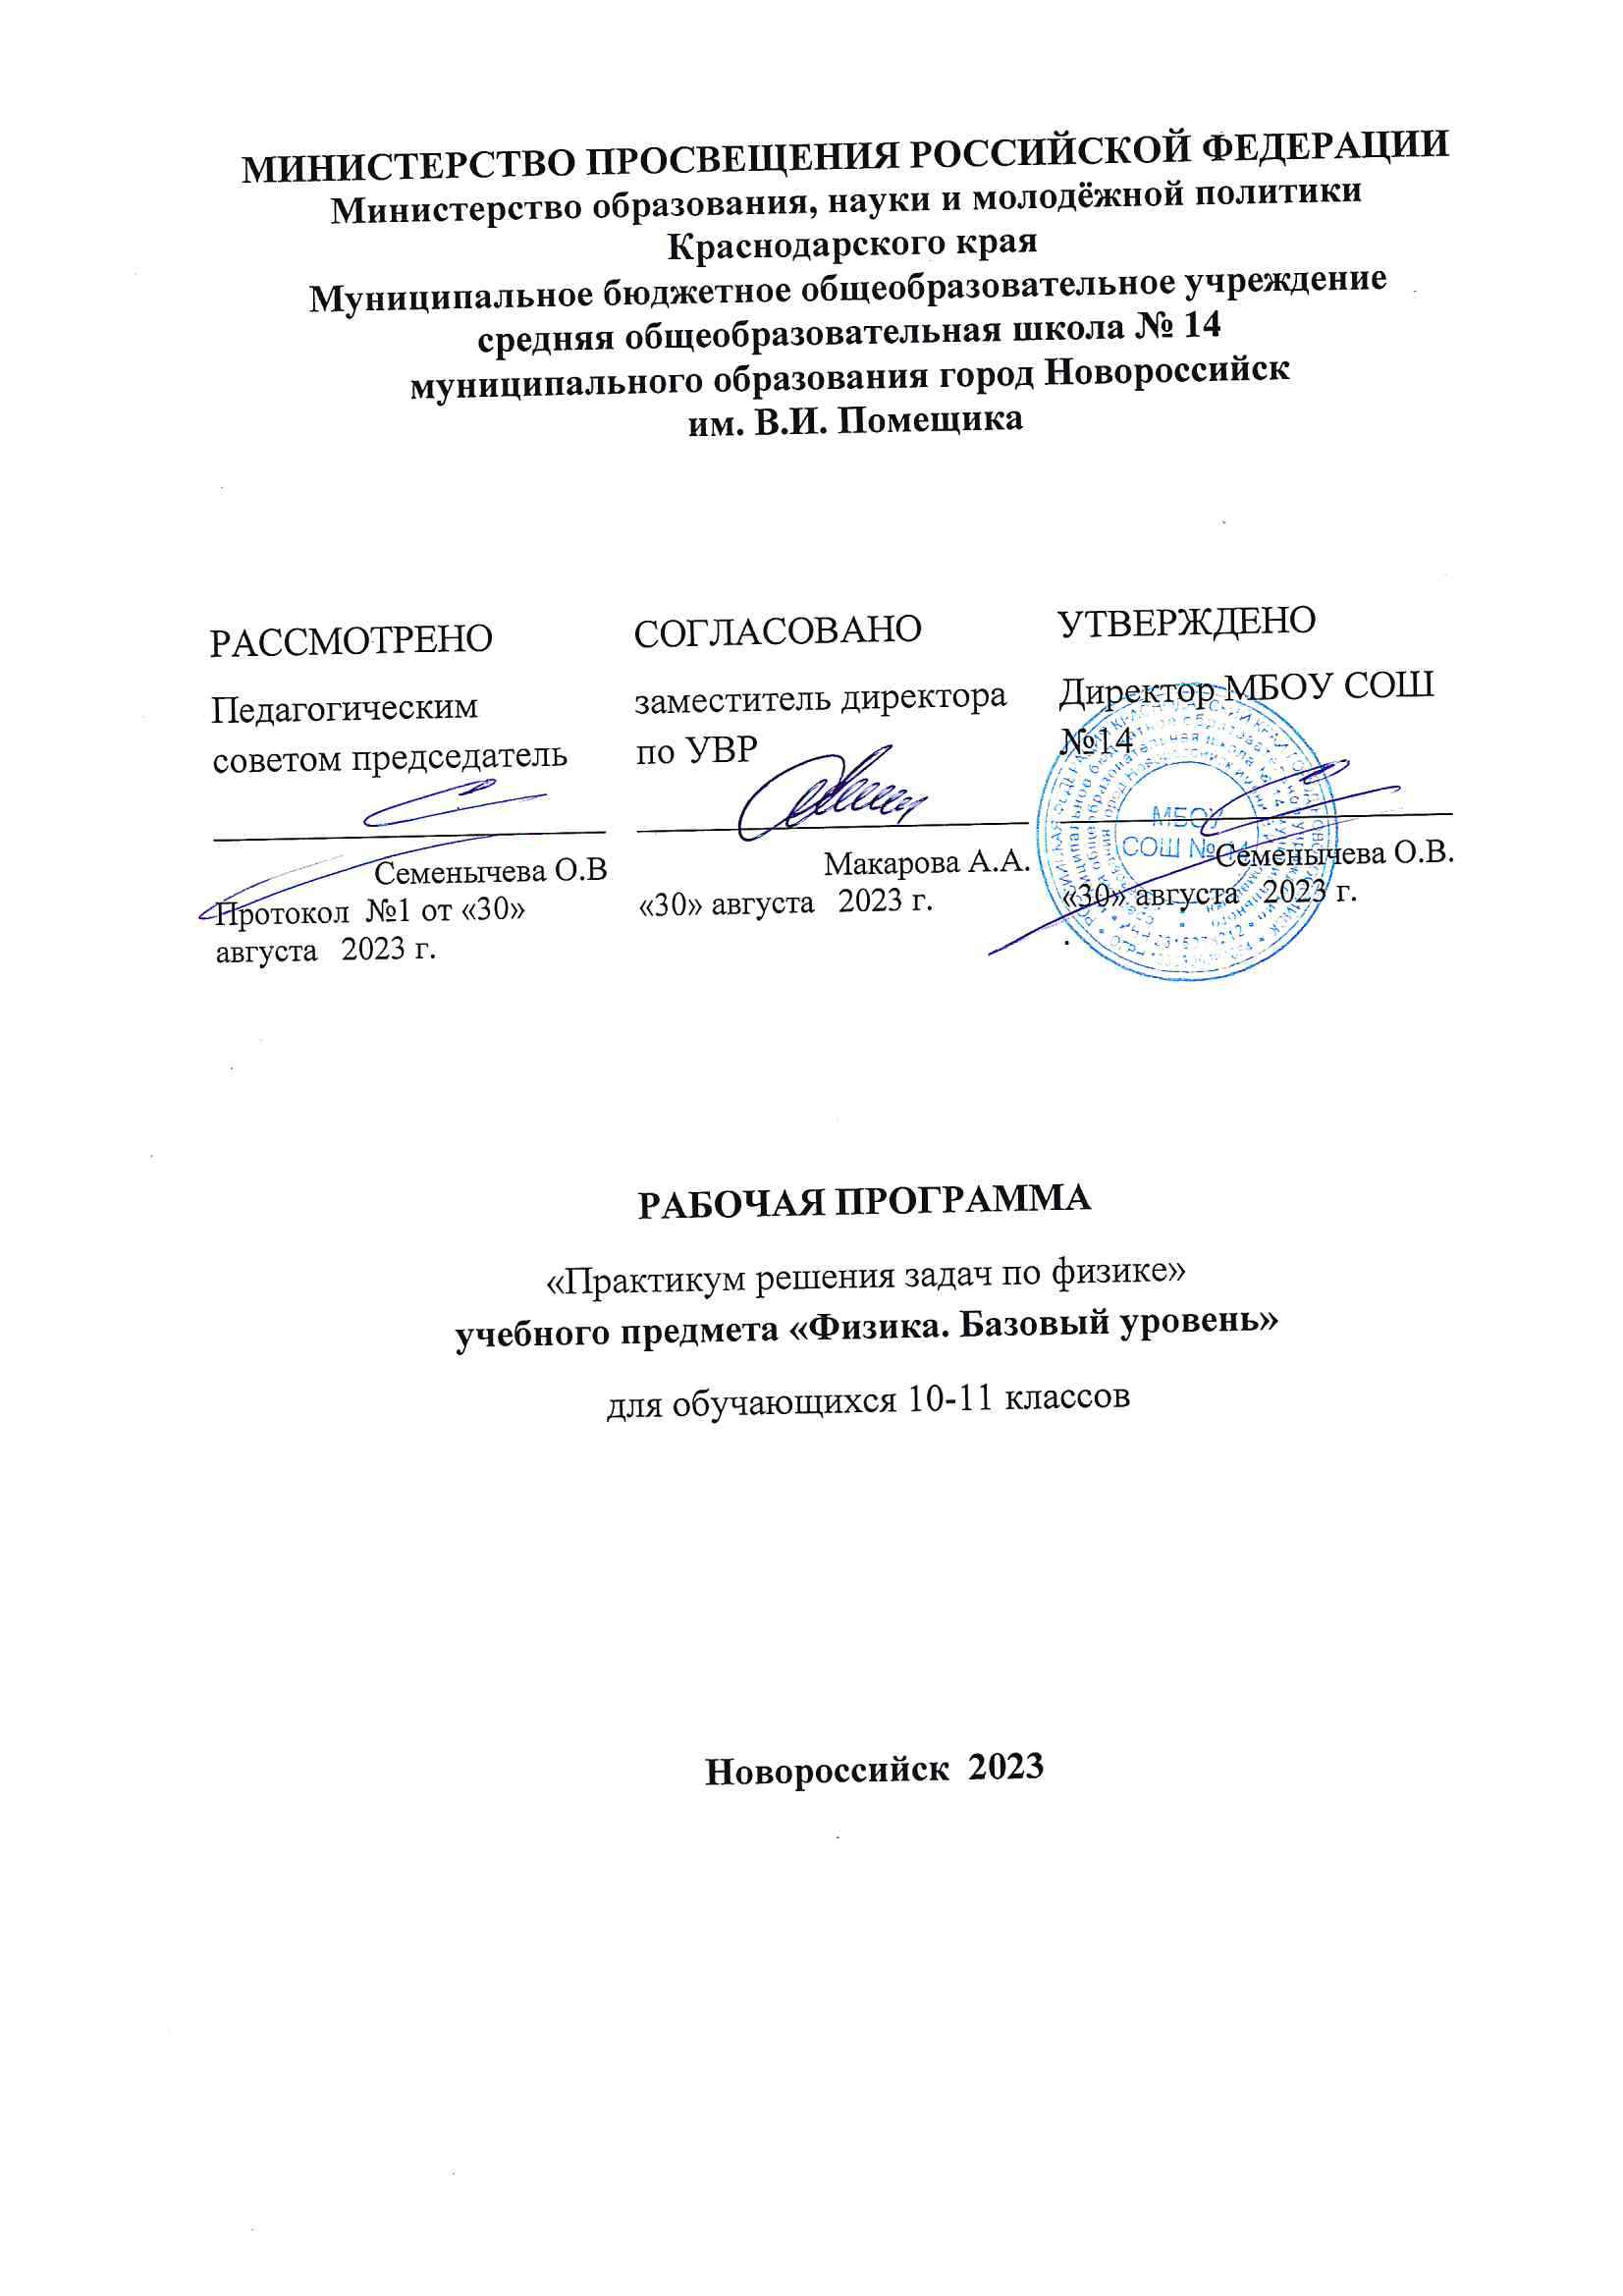 МИНИСТЕРСТВО ПРОСВЕЩЕНИЯ РОССИЙСКОЙ ФЕДЕРАЦИИ
Министерство образования, науки и молодёжной политики
Краснодарского края
Муниципальное бюджетное общеобразовательное учреждение
средняя общеобразовательная школа № 14
муниципального образования город Новороссийск
им. В.И. Помещика
РАССМОТРЕНО
Педагогическим
советом председатель
Семенычева О.В
Протокол №1 от «30»
августа 2023 г.
СОГЛАСОВАНО
заместитель директора
по УВР
Макарова А.А.
«30» августа 2023 г.
УТВЕРЖДЕНО
Директор МБОУ СОШ
№14
Семенычева О.В.
«30» августа 2023 г.
.
МБОУ
СОШ №
РАБОЧАЯ ПРОГРАММА
«Практикум решения задач по физике»
учебного предмета «Физика. Базовый уровень»
для обучающихся 10-11 классов
Новороссийск 2023